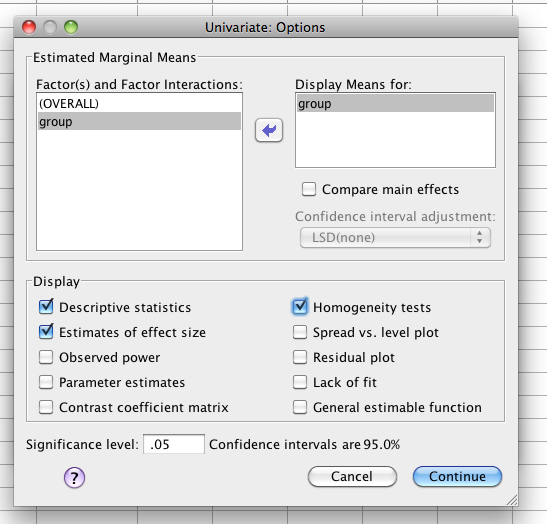 Univariate: Options
Estimated Marginal Means
Factor(s) and Factor Interactions:
(OVERALL)
group
Display Means for:
group
Compare main effects
Confidence interval adjustment:
LSD(none)
Display
Descriptive statistics
Homogeneity tests
Estimates of effect size
Spread vs. level plot
Observed power
Residual plot
Parameter estimates
Lack of fit
Contrast coefficient matrix
General estimable function
Significance level: .05 Confidence intervals are 95.0%
?
Cancel
Continue